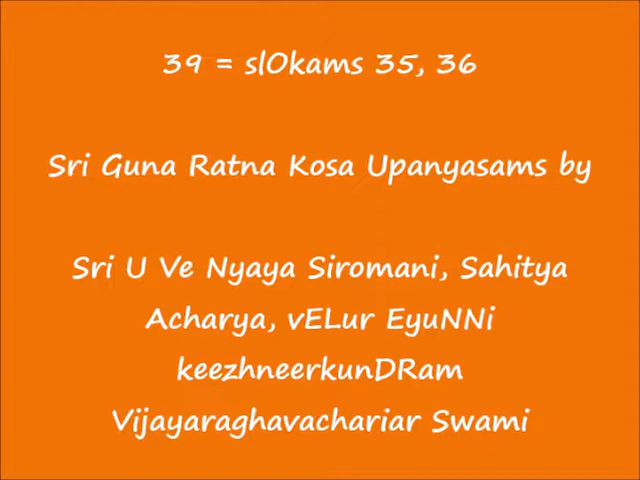 39 = slOkams 35, 36
Sri Guna Ratna Kosa Upanyasams by
Sri U Ve Nyaya Siromani, Sahitya
Acharya, vELur EyuNNi
keezhneerkunDRam
Vijayaraghavachariar Swami